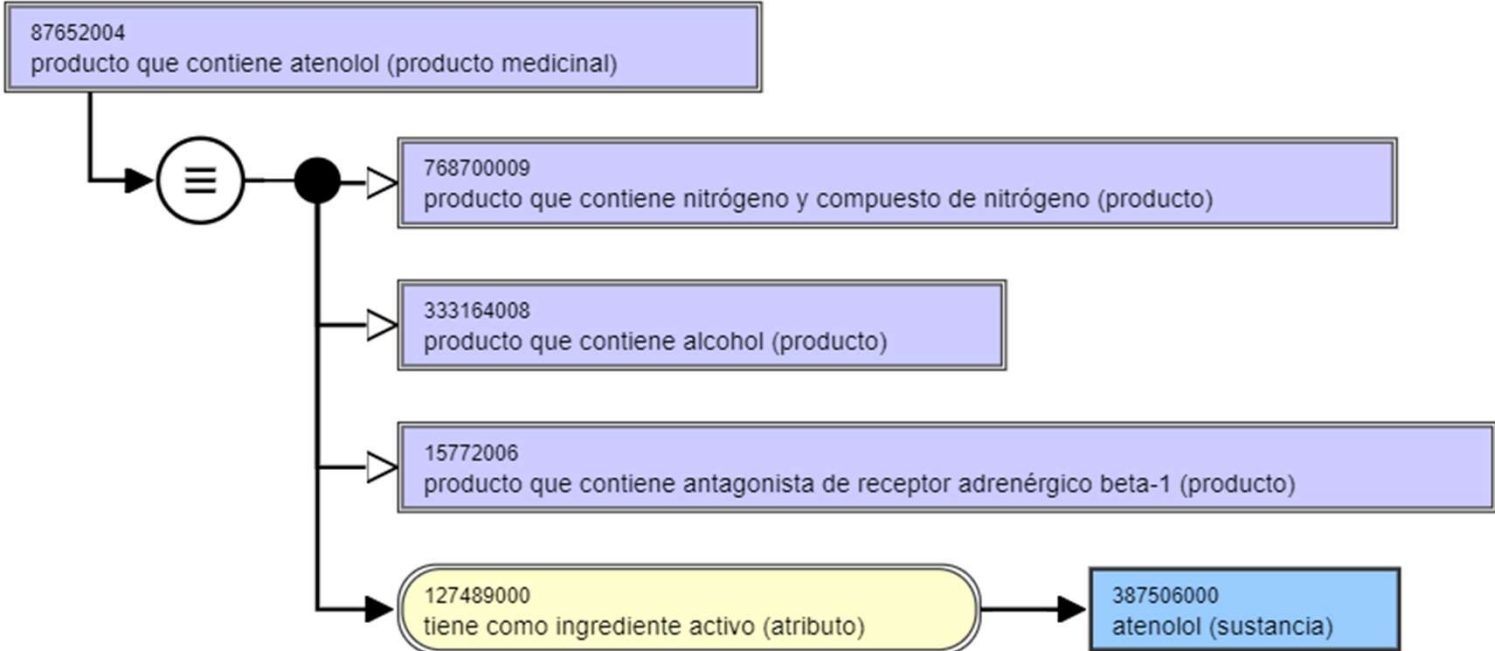 87652004
producto que contiene atenolol (producto medicinal)
768700009
producto que contiene nitrógeno y compuesto de nitrógeno (producto)
333164008
producto que contiene alcohol (producto)
15772006
producto que contiene antagonista de receptor adrenérgico beta-1 (producto)
127489000
tiene como ingrediente activo (atributo)
387506000
atenolol (sustancia)